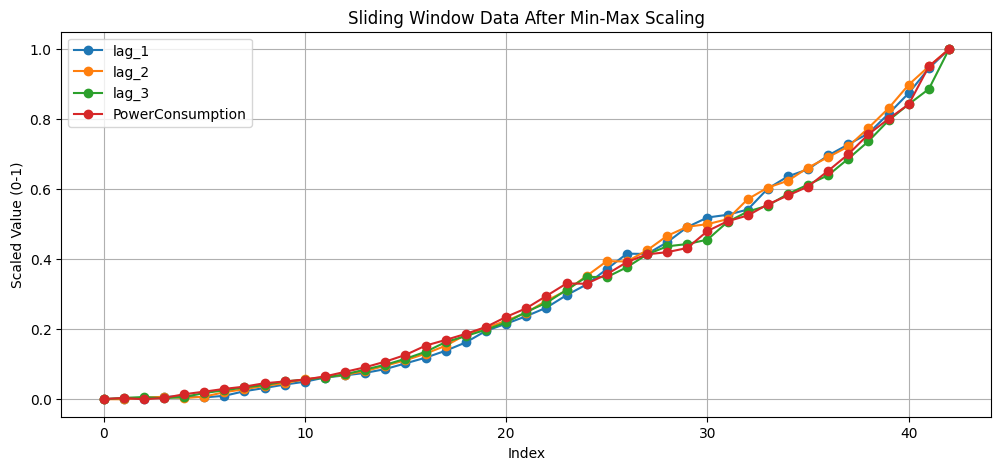 Sliding Window Data After Min-Max Scaling
lag_1
lag_2
lag_3
PowerConsumption
1.0
0.8
0.6
0.4
0.2
0.0
Scaled Value (0-1)
0 10 20 30 40
Index